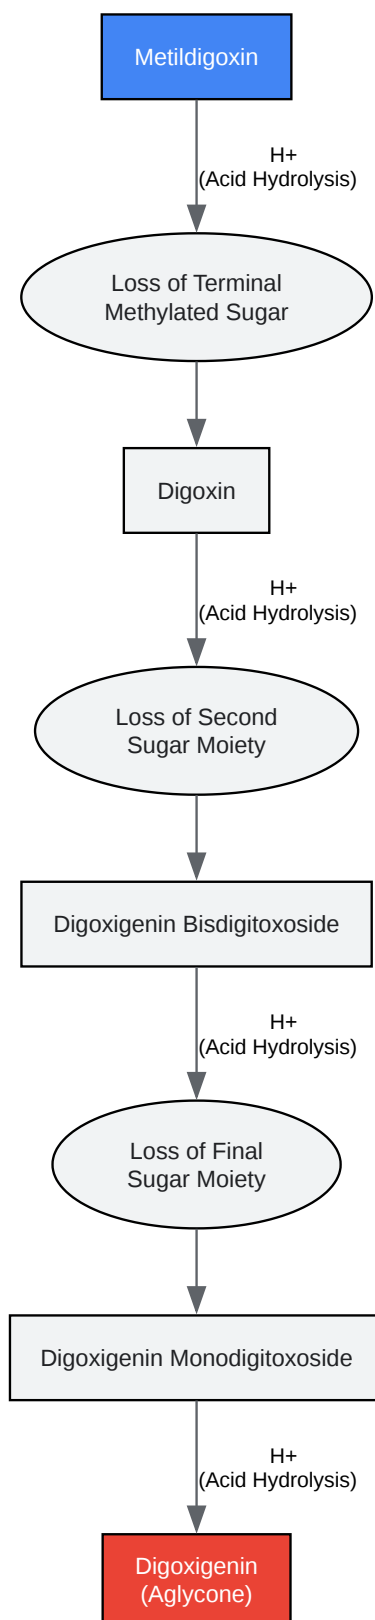 Metildigoxin
H+
(Acid Hydrolysis)
Loss of Terminal
Methylated Sugar
Digoxin
H+
(Acid Hydrolysis)
Loss of Second
Sugar Moiety
Digoxigenin Bisdigitoxoside
H+
(Acid Hydrolysis)
Loss of Final
Sugar Moiety
Digoxigenin Monodigitoxoside
H+
(Acid Hydrolysis)
Digoxigenin
(Aglycone)